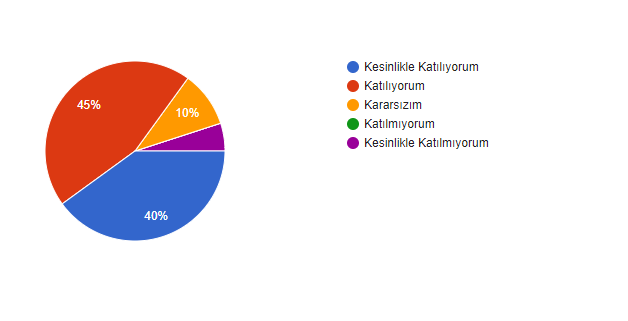 45%
10%
40%
Kesinlikle Katılıyorum
Katılıyorum
Kararsızım
Katılmıyorum
Kesinlikle Katılmıyorum